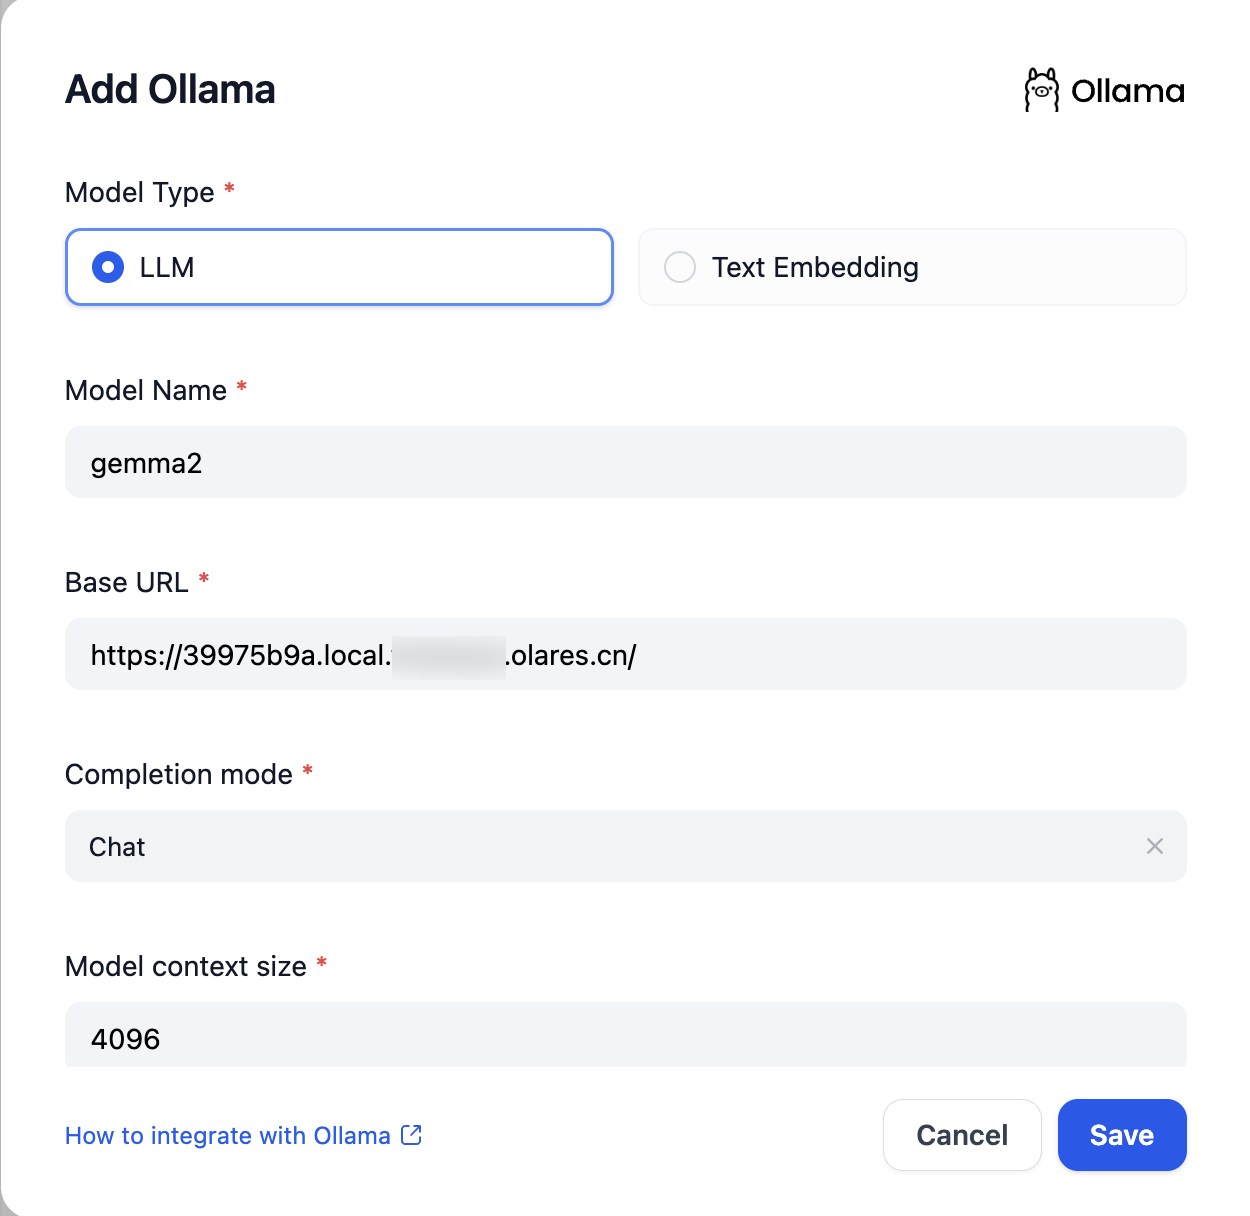 Add Ollama
Ollama
Model Type *
LLM
Text Embedding
Model Name *
gemma2
Base URL *
https://39975b9a.local. .olares.cn/
Completion mode *
Chat
Model context size *
4096
How to integrate with Ollama
Cancel
Save